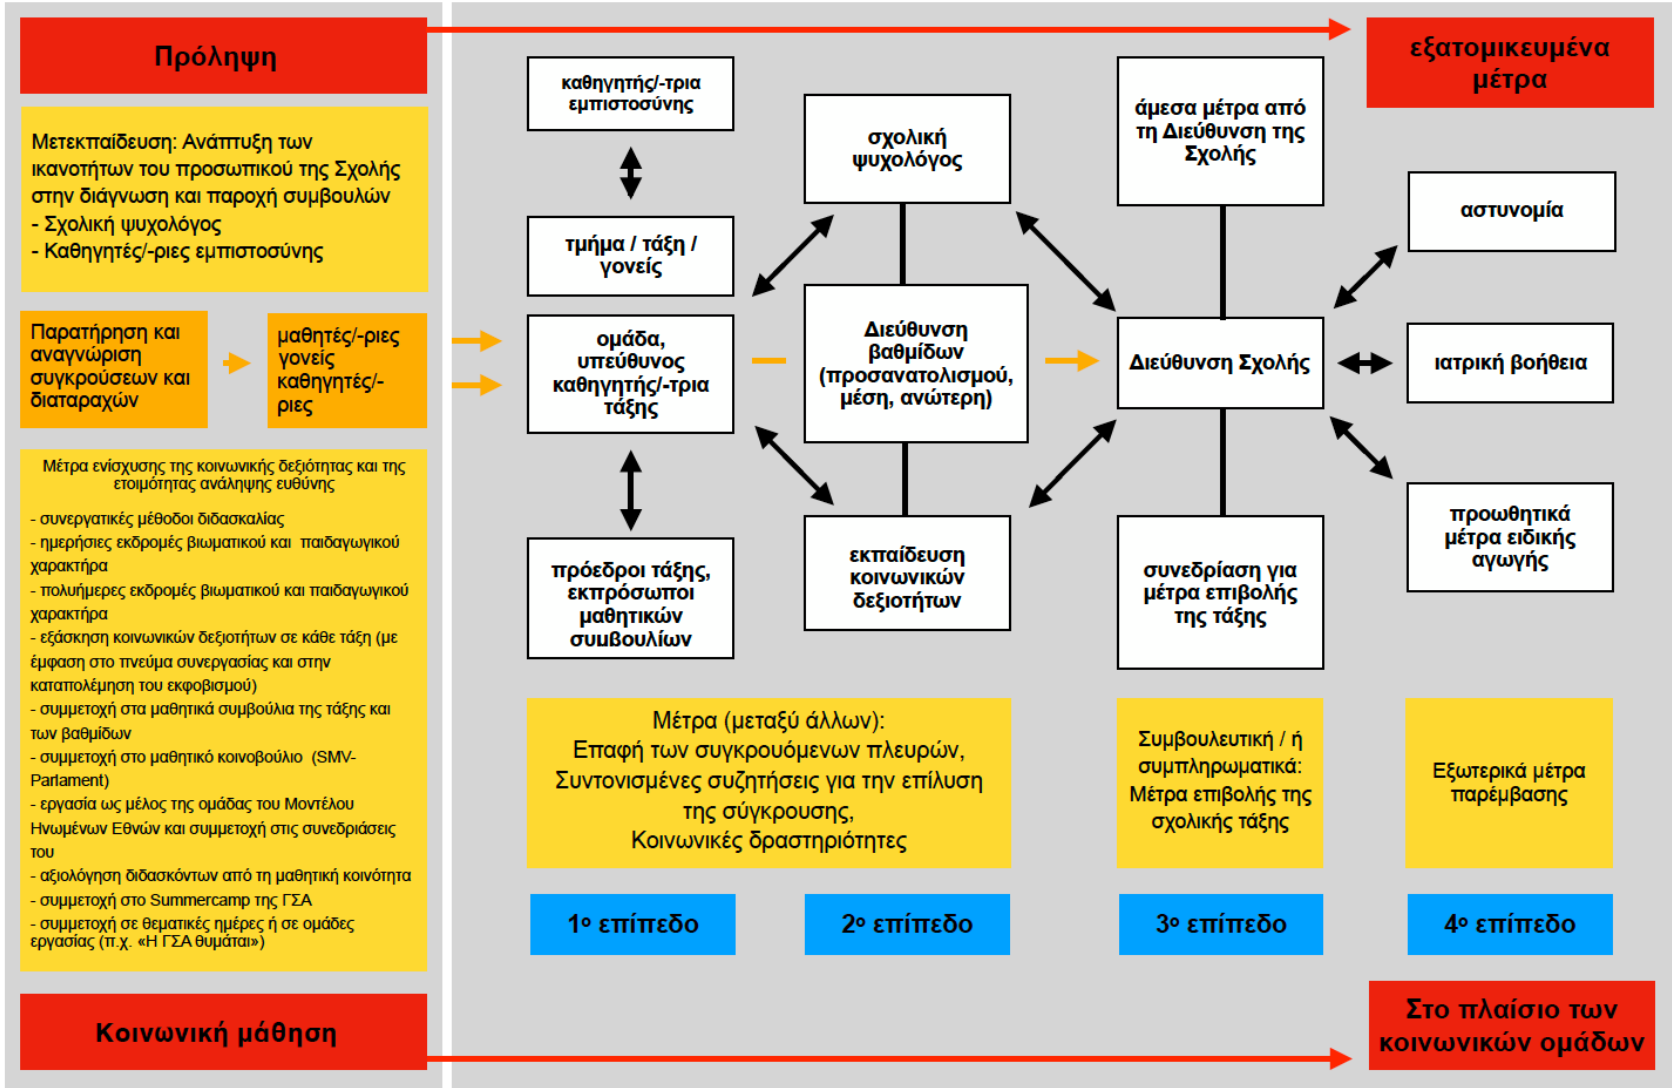 Πρόληψη
εξατομικευμένα
μέτρα
Μετεκπαίδευση: Ανάπτυξη των
ικανοτήτων του προσωπικού της Σχολής
στην διάγνωση και παροχή συμβουλών
- Σχολική ψυχολόγος
- Καθηγητές/-ριες εμπιστοσύνης
Παρατήρηση και
αναγνώριση
συγκρούσεων και
διαταραχών
μαθητές/-ριες
γονείς
καθηγητές/-
ριες
Μέτρα ενίσχυσης της κοινωνικής δεξιότητας και της
ετοιμότητας ανάληψης ευθύνης
- συνεργατικές μέθοδοι διδασκαλίας
- ημερήσιες εκδρομές βιωματικού και παιδαγωγικού
χαρακτήρα
- πολυήμερες εκδρομές βιωματικού και παιδαγωγικού
χαρακτήρα
- εξάσκηση κοινωνικών δεξιοτήτων σε κάθε τάξη (με
έμφαση στο πνεύμα συνεργασίας και στην
καταπολέμηση του εκφοβισμού)
- συμμετοχή στα μαθητικά συμβούλια της τάξης και
των βαθμίδων
- συμμετοχή στο μαθητικό κοινοβούλιο (SMV-
Parlament)
- εργασία ως μέλος της ομάδας του Μοντέλου
Ηνωμένων Εθνών και συμμετοχή στις συνεδριάσεις
του
- αξιολόγηση διδασκόντων από τη μαθητική κοινότητα
- συμμετοχή στο Summercamp της ΓΣΑ
- συμμετοχή σε θεματικές ημέρες ή σε ομάδες
εργασίας (π.χ. «Η ΓΣΑ θυμάται»)
καθηγητής/-τρια
εμπιστοσύνης
τμήμα / τάξη /
γονείς
ομάδα,
υπεύθυνος
καθηγητής/-τρια
τάξης
πρόεδροι τάξης,
εκπρόσωποι
μαθητικών
συμβουλίων
σχολική
ψυχολόγος
Διεύθυνση
βαθμίδων
(προσανατολισμού,
μέση, ανώτερη)
εκπαίδευση
κοινωνικών
δεξιοτήτων
άμεσα μέτρα από
τη Διεύθυνση της
Σχολής
Διεύθυνση Σχολής
συνεδρίαση για
μέτρα επιβολής
της τάξης
αστυνομία
ιατρική βοήθεια
προωθητικά
μέτρα ειδικής
αγωγής
Μέτρα (μεταξύ άλλων):
Επαφή των συγκρουόμενων πλευρών,
Συντονισμένες συζητήσεις για την επίλυση
της σύγκρουσης,
Κοινωνικές δραστηριότητες
Συμβουλευτική / ή
συμπληρωματικά:
Μέτρα επιβολής της
σχολικής τάξης
Εξωτερικά μέτρα
παρέμβασης
1ο επίπεδο
2ο επίπεδο
3ο επίπεδο
4ο επίπεδο
Κοινωνική μάθηση
Στο πλαίσιο των
κοινωνικών ομάδων